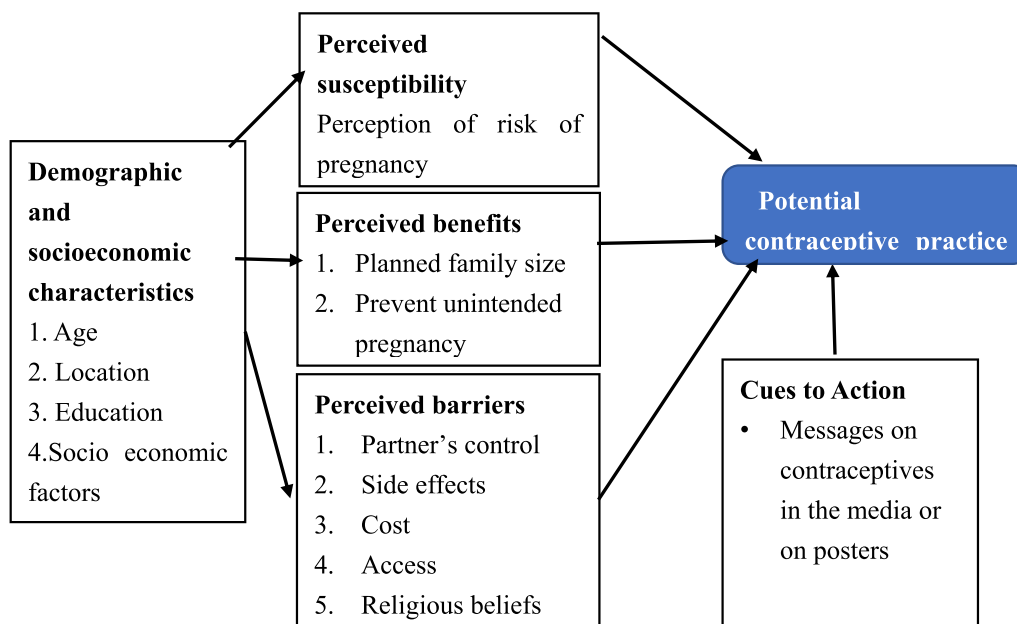 Demographic
and
socioeconomic
characteristics
1. Age
2. Location
3. Education
4.Socio economic
factors
Perceived
susceptibility
Perception of risk of
pregnancy
Perceived benefits
1. Planned family size
2. Prevent unintended
pregnancy
Perceived barriers
1. Partner’s control
2. Side effects
3. Cost
4. Access
5. Religious beliefs
Potential
contraceptive practice
Cues to Action
• Messages on
contraceptives
in the media or
on posters